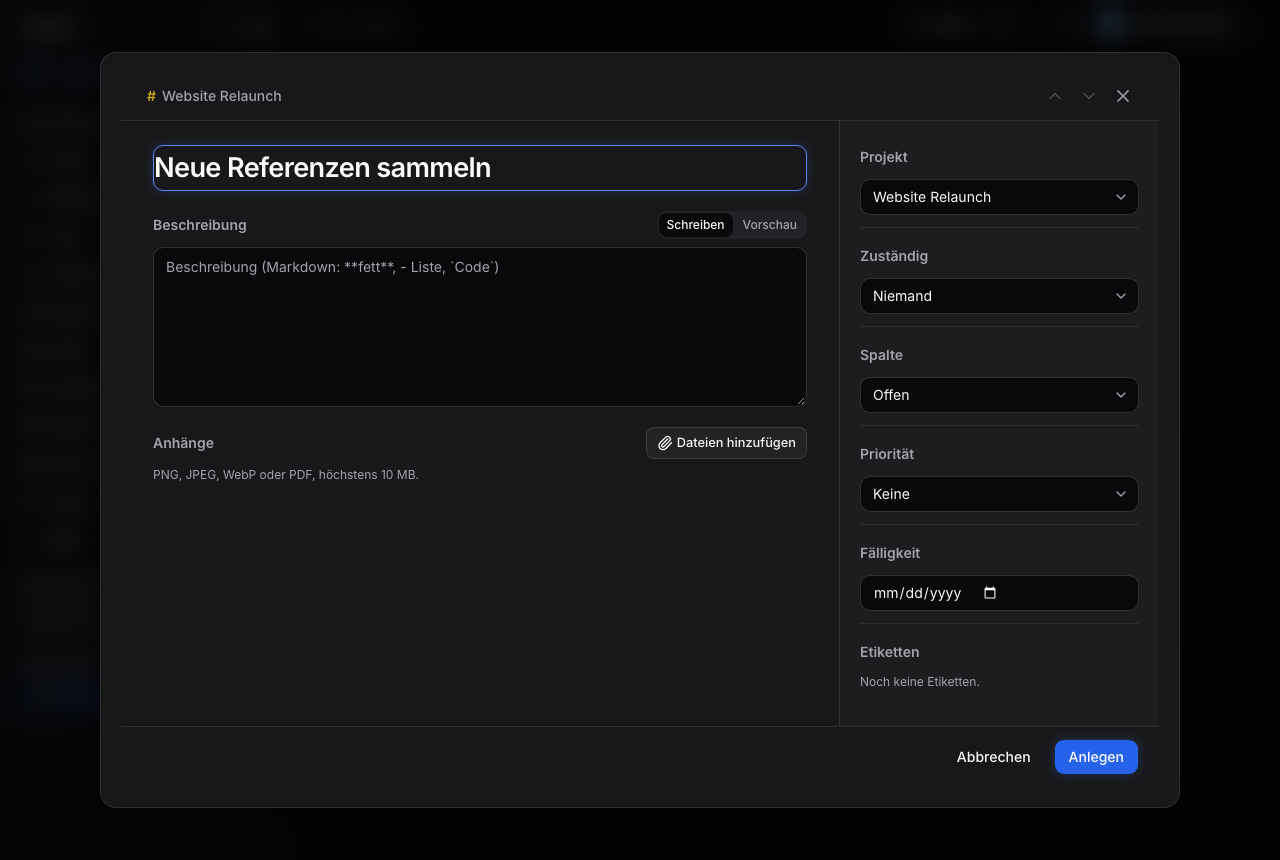 # Website Relaunch
Neue Referenzen sammeln
Beschreibung
Schreiben Vorschau
Beschreibung (Markdown: **fett**, - Liste, `Code`)
Anhänge
Dateien hinzufügen
PNG, JPEG, WebP oder PDF, höchstens 10 MB.
Projekt
Website Relaunch
Zuständig
Niemand
Spalte
Offen
Priorität
Keine
Fälligkeit
mm/dd/yyyy
Etiketten
Noch keine Etiketten.
Abbrechen Anlegen